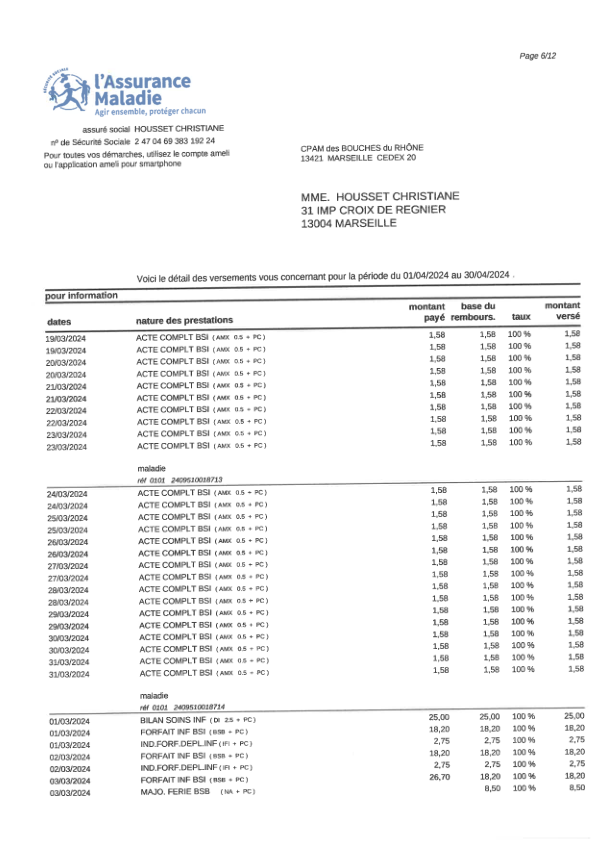 Page 6/12
SÉCURITÉ SOCIALE
l'Assurance
Maladie
Agir ensemble, protéger chacun
assuré social HOUSSET CHRISTIANE
nº de Sécurité Sociale 2 47 04 69 383 192 24
Pour toutes vos démarches, utilisez le compte ameli
ou l'application ameli pour smartphone
CPAM des BOUCHES du RHÔNE
13421 MARSEILLE CEDEX 20
MME. HOUSSET CHRISTIANE
31 IMP CROIX DE REGNIER
13004 MARSEILLE
Voici le détail des versements vous concernant pour la période du 01/04/2024 au 30/04/2024 .
pour information
dates nature des prestations montant payé base du rembours. taux montant versé
19/03/2024 ACTE COMPLT BSI ( AMX 0.5 + PC ) 1,58 1,58 100 % 1,58
19/03/2024 ACTE COMPLT BSI ( AMX 0.5 + PC ) 1,58 1,58 100 % 1,58
20/03/2024 ACTE COMPLT BSI ( AMX 0.5 + PC ) 1,58 1,58 100 % 1,58
20/03/2024 ACTE COMPLT BSI ( AMX 0.5 + PC ) 1,58 1,58 100 % 1,58
21/03/2024 ACTE COMPLT BSI ( AMX 0.5 + PC ) 1,58 1,58 100 % 1,58
21/03/2024 ACTE COMPLT BSI ( AMX 0.5 + PC ) 1,58 1,58 100 % 1,58
22/03/2024 ACTE COMPLT BSI ( AMX 0.5 + PC ) 1,58 1,58 100 % 1,58
22/03/2024 ACTE COMPLT BSI ( AMX 0.5 + PC ) 1,58 1,58 100 % 1,58
23/03/2024 ACTE COMPLT BSI ( AMX 0.5 + PC ) 1,58 1,58 100 % 1,58
23/03/2024 ACTE COMPLT BSI ( AMX 0.5 + PC ) 1,58 1,58 100 % 1,58
maladie
réf 0101 2409510018713
24/03/2024 ACTE COMPLT BSI ( AMX 0.5 + PC ) 1,58 1,58 100 % 1,58
24/03/2024 ACTE COMPLT BSI ( AMX 0.5 + PC ) 1,58 1,58 100 % 1,58
25/03/2024 ACTE COMPLT BSI ( AMX 0.5 + PC ) 1,58 1,58 100 % 1,58
25/03/2024 ACTE COMPLT BSI ( AMX 0.5 + PC ) 1,58 1,58 100 % 1,58
26/03/2024 ACTE COMPLT BSI ( AMX 0.5 + PC ) 1,58 1,58 100 % 1,58
26/03/2024 ACTE COMPLT BSI ( AMX 0.5 + PC ) 1,58 1,58 100 % 1,58
27/03/2024 ACTE COMPLT BSI ( AMX 0.5 + PC ) 1,58 1,58 100 % 1,58
27/03/2024 ACTE COMPLT BSI ( AMX 0.5 + PC ) 1,58 1,58 100 % 1,58
28/03/2024 ACTE COMPLT BSI ( AMX 0.5 + PC ) 1,58 1,58 100 % 1,58
28/03/2024 ACTE COMPLT BSI ( AMX 0.5 + PC ) 1,58 1,58 100 % 1,58
29/03/2024 ACTE COMPLT BSI ( AMX 0.5 + PC ) 1,58 1,58 100 % 1,58
29/03/2024 ACTE COMPLT BSI ( AMX 0.5 + PC ) 1,58 1,58 100 % 1,58
30/03/2024 ACTE COMPLT BSI ( AMX 0.5 + PC ) 1,58 1,58 100 % 1,58
30/03/2024 ACTE COMPLT BSI ( AMX 0.5 + PC ) 1,58 1,58 100 % 1,58
31/03/2024 ACTE COMPLT BSI ( AMX 0.5 + PC ) 1,58 1,58 100 % 1,58
31/03/2024 ACTE COMPLT BSI ( AMX 0.5 + PC ) 1,58 1,58 100 % 1,58
maladie
réf 0101 2409510018714
01/03/2024 BILAN SOINS INF ( DI 2.5 + PC ) 25,00 25,00 100 % 25,00
01/03/2024 FORFAIT INF BSI ( BSB + PC ) 18,20 18,20 100 % 18,20
01/03/2024 IND.FORF.DEPL.INF ( IFI + PC ) 2,75 2,75 100 % 2,75
02/03/2024 FORFAIT INF BSI ( BSB + PC ) 18,20 18,20 100 % 18,20
02/03/2024 IND.FORF.DEPL.INF ( IFI + PC ) 2,75 2,75 100 % 2,75
03/03/2024 FORFAIT INF BSI ( BSB + PC ) 26,70 18,20 100 % 18,20
03/03/2024 MAJO. FERIE BSB ( NA + PC ) 8,50 100 % 8,50